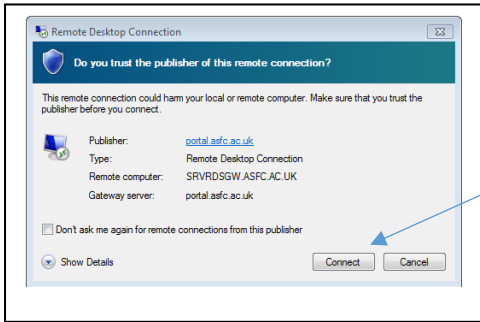 Remote Desktop Connection
Do you trust the publisher of this remote connection?
This remote connection could harm your local or remote computer. Make sure that you trust the
publisher before you connect.
Publisher: portal.asfc.ac.uk
Type: Remote Desktop Connection
Remote computer: SRVRDSGW.ASFC.AC.UK
Gateway server: portal.asfc.ac.uk
Don't ask me again for remote connections from this publisher
Show Details Connect Cancel